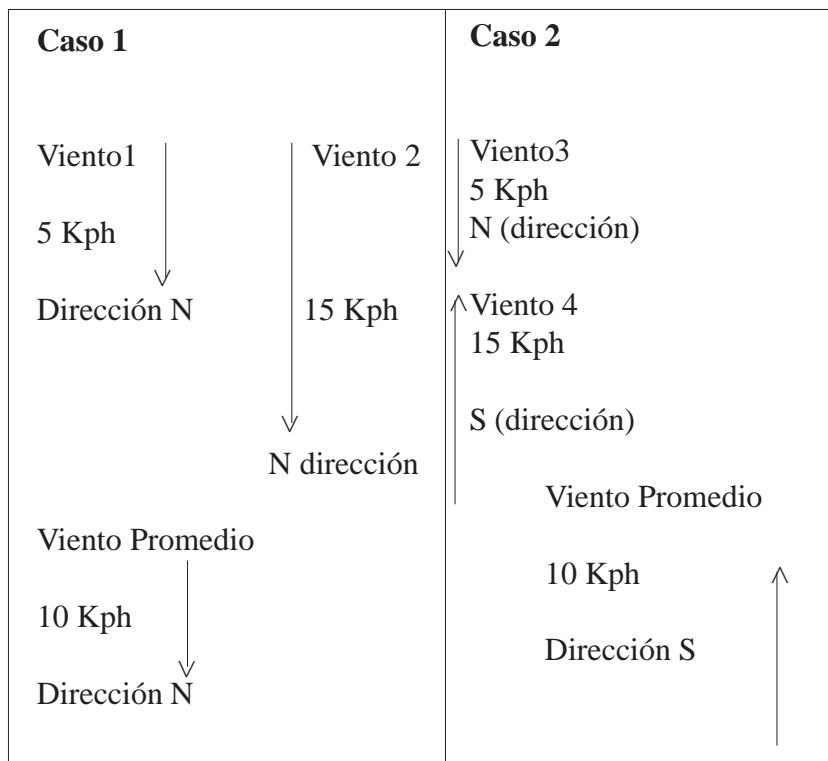 Caso 1
Viento1
Viento 2
5 Kph
Dirección N
15 Kph
N dirección
Viento Promedio
10 Kph
Dirección N
Caso 2
Viento3
5 Kph
N (dirección)
Viento 4
15 Kph
S (dirección)
Viento Promedio
10 Kph
Dirección S